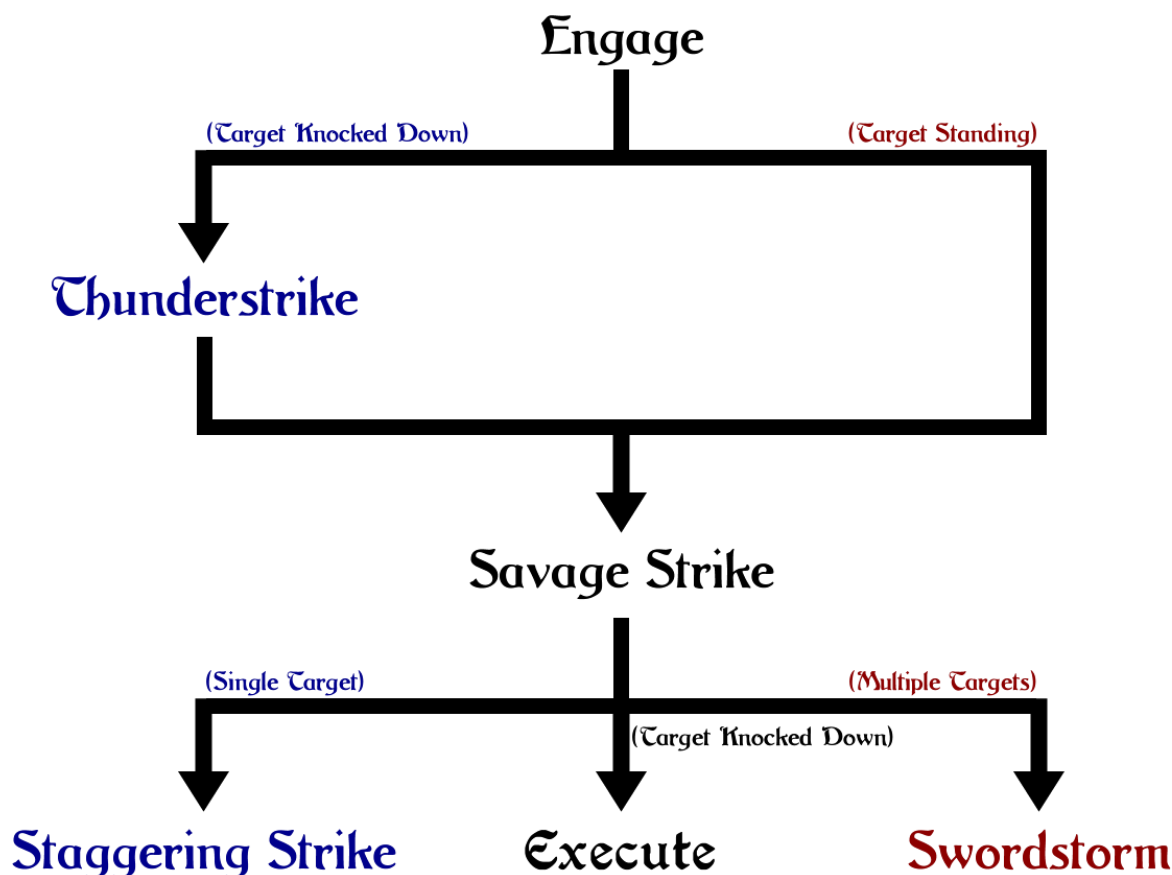 Engage
(Target Knocked Down)
(Target Standing)
Thunderstrike
Savage Strike
(Single Target)
(Multiple Targets)
(Target Knocked Down)
Staggering Strike
Execute
Swordstorm